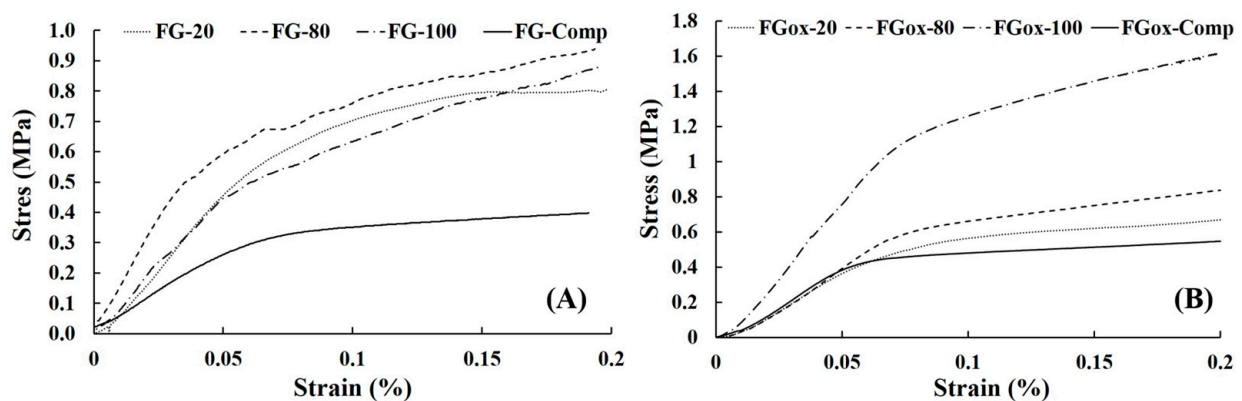 FG-20 FG-80 FG-100 FG-Comp
1.0
0.9
0.8
0.7
0.6
0.5
0.4
0.3
0.2
0.1
0.0
Stres (MPa)
(A)
0 0.05 0.1 0.15 0.2
Strain (%)
FGox-20 FGox-80 FGox-100 FGox-Comp
1.8
1.6
1.4
1.2
1
0.8
0.6
0.4
0.2
0
Stress (MPa)
(B)
0 0.05 0.1 0.15 0.2
Strain (%)